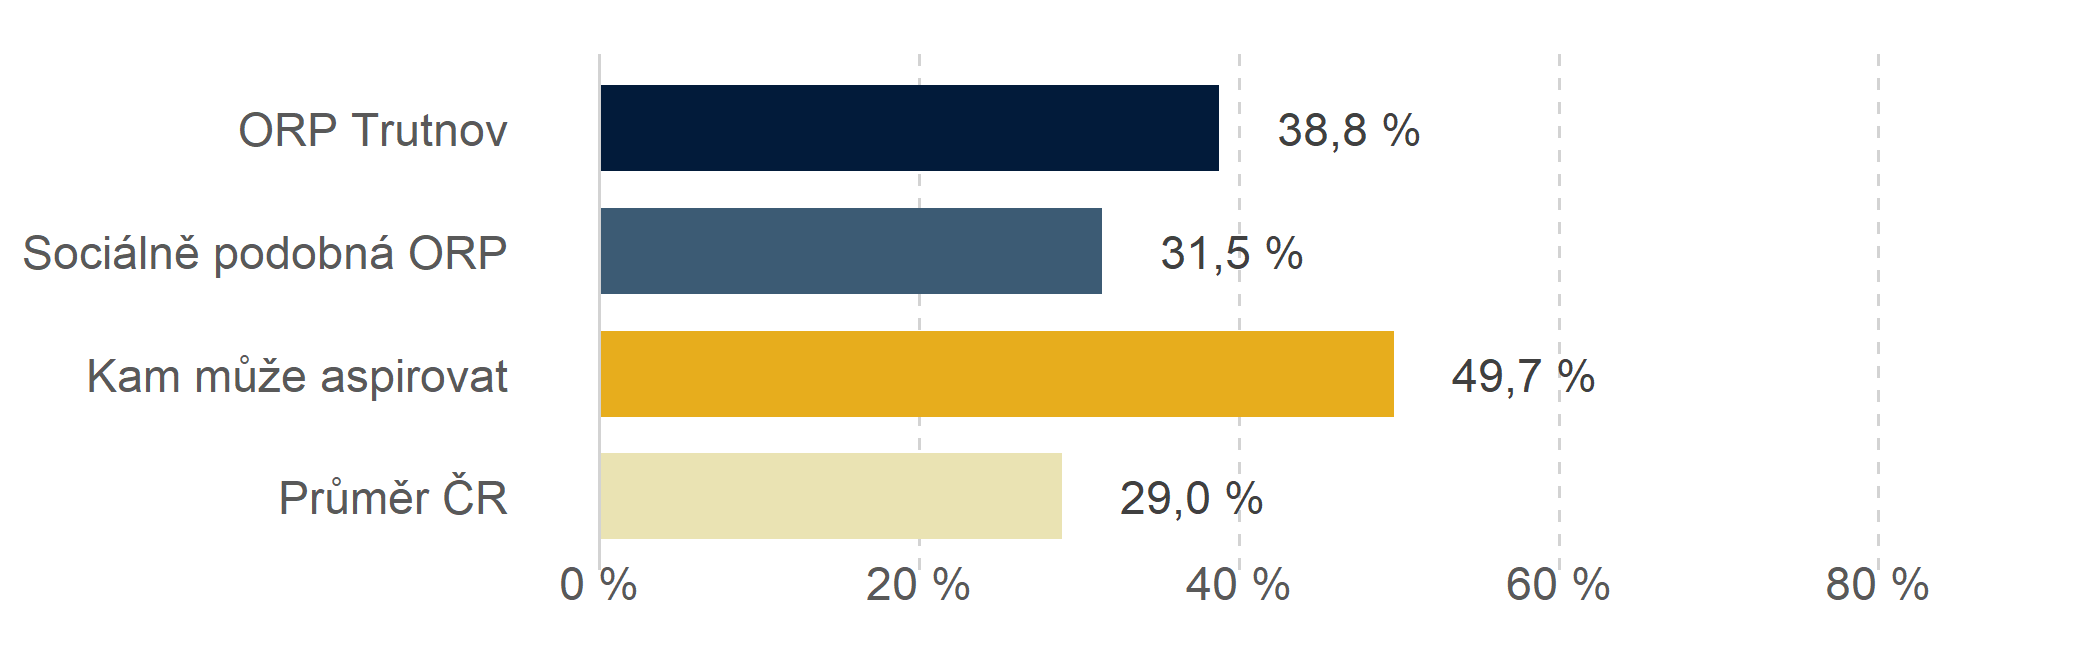 ORP Trutnov
38,8 %
Sociálně podobná ORP
31,5 %
Kam může aspirovat
49,7 %
Průměr ČR
29,0 %
0 %
20 %
40 %
60 %
80 %